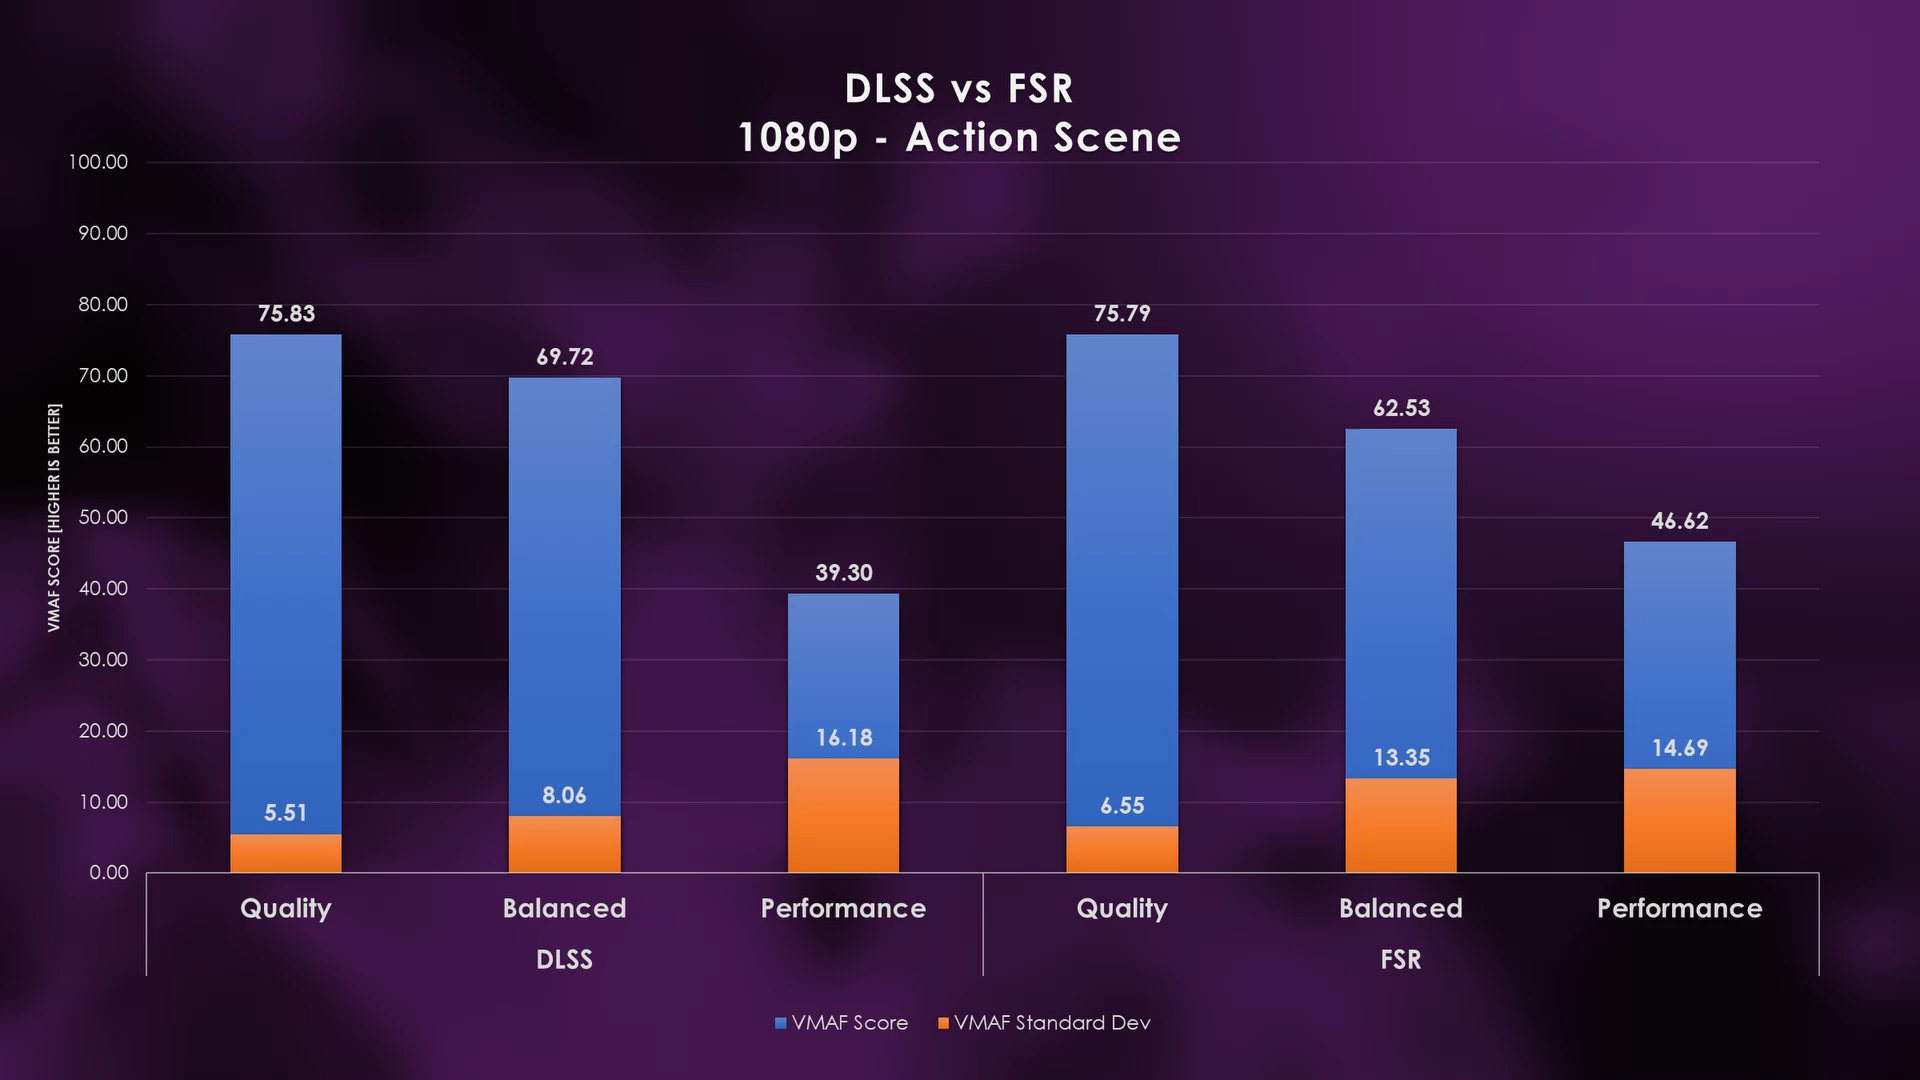 DLSS vs FSR
1080p - Action Scene
VMAF SCORE [HIGHER IS BETTER]
100.00
90.00
80.00
70.00
60.00
50.00
40.00
30.00
20.00
10.00
0.00
75.83
69.72
39.30
75.79
62.53
46.62
5.51
8.06
16.18
6.55
13.35
14.69
Quality
Balanced
Performance
Quality
Balanced
Performance
DLSS
FSR
VMAF Score
VMAF Standard Dev